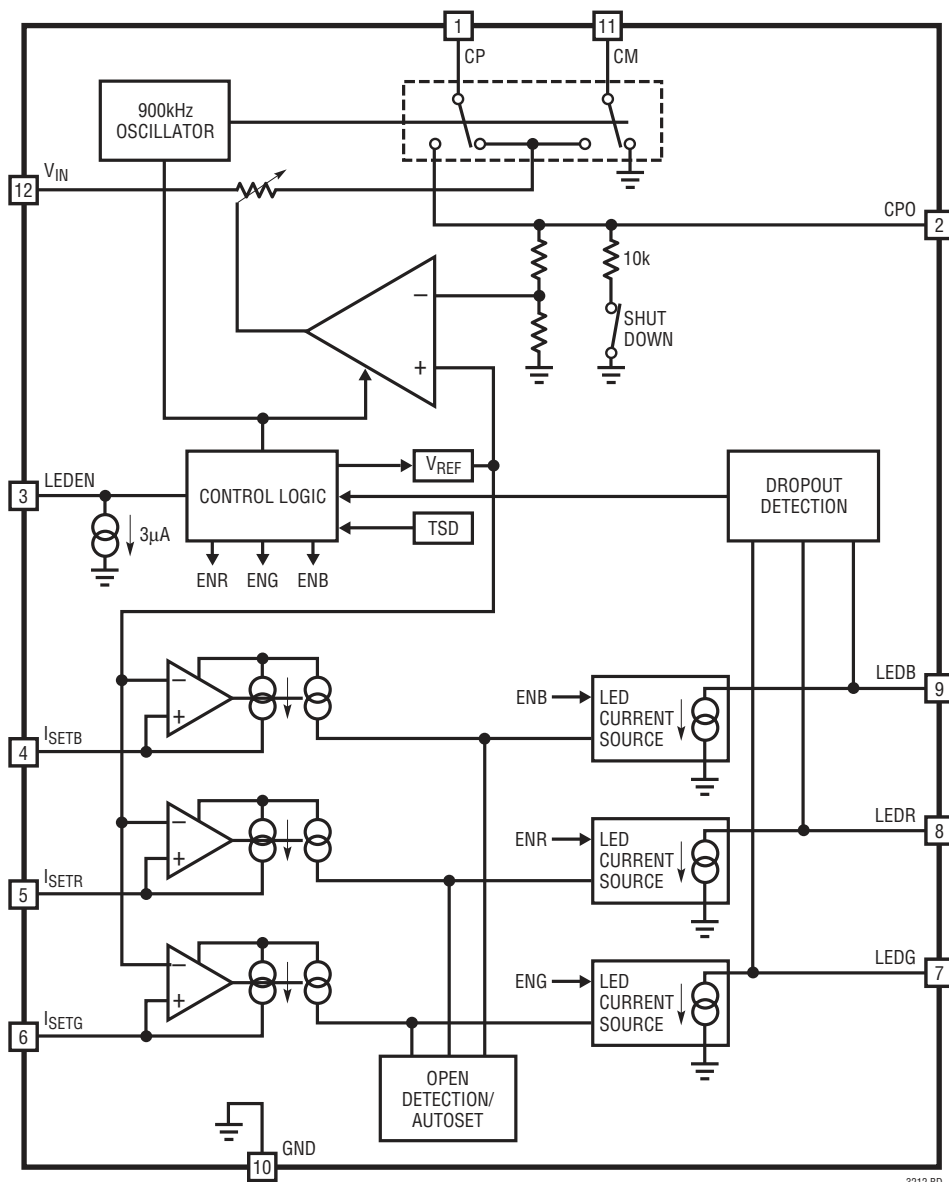 1
11
CP
CM
900kHz
OSCILLATOR
VIN
12
CPO
2
10k
−
SHUT
DOWN
+
LEDEN
3
CONTROL LOGIC
VREF
DROPOUT
DETECTION
3µA
TSD
ENR ENG ENB
−
+
ENB
LED
CURRENT
SOURCE
LEDB
9
ISETB
4
−
+
ENR
LED
CURRENT
SOURCE
LEDR
8
ISETR
5
−
+
ENG
LED
CURRENT
SOURCE
LEDG
7
ISETG
6
OPEN
DETECTION/
AUTOSET
GND
10
3212 BD